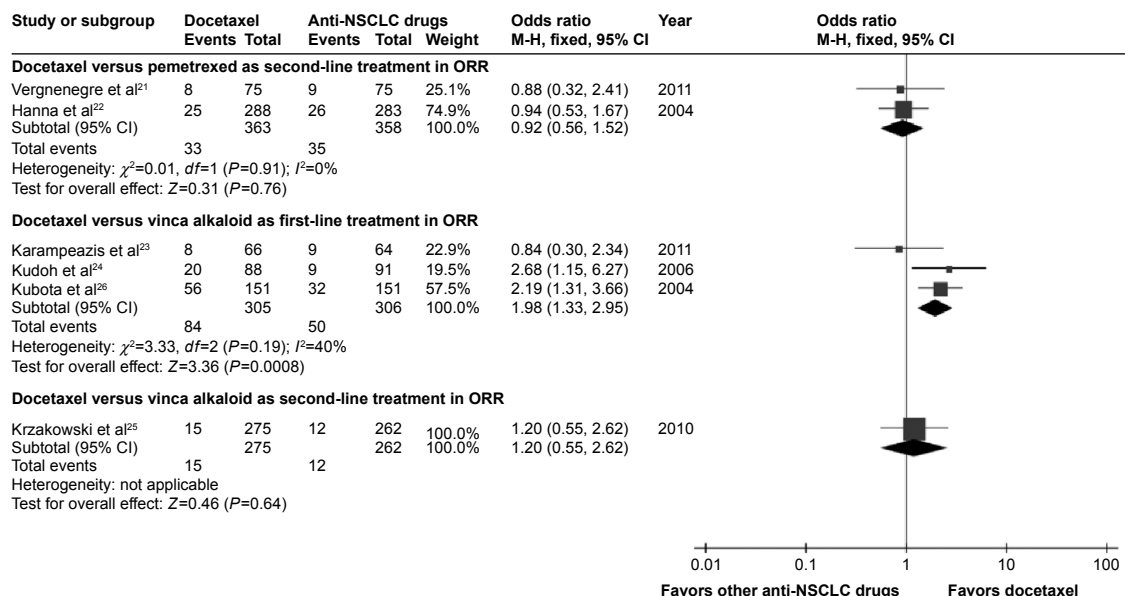 Study or subgroup Docetaxel Anti-NSCLC drugs Odds ratio Year Odds ratio
Events Total Events Total Weight M-H, fixed, 95% CI M-H, fixed, 95% CI
Docetaxel versus pemetrexed as second-line treatment in ORR
Vergnenegre et al²¹ 8 75 9 75 25.1% 0.88 (0.32, 2.41) 2011
Hanna et al²² 25 288 26 283 74.9% 0.94 (0.53, 1.67) 2004
Subtotal (95% CI) 363 358 100.0% 0.92 (0.56, 1.52)
Total events 33 35
Heterogeneity: χ²=0.01, df=1 (P=0.91); I²=0%
Test for overall effect: Z=0.31 (P=0.76)
Docetaxel versus vinca alkaloid as first-line treatment in ORR
Karampeazis et al²³ 8 66 9 64 22.9% 0.84 (0.30, 2.34) 2011
Kudoh et al²⁴ 20 88 9 91 19.5% 2.68 (1.15, 6.27) 2006
Kubota et al²⁶ 56 151 32 151 57.5% 2.19 (1.31, 3.66) 2004
Subtotal (95% CI) 305 306 100.0% 1.98 (1.33, 2.95)
Total events 84 50
Heterogeneity: χ²=3.33, df=2 (P=0.19); I²=40%
Test for overall effect: Z=3.36 (P=0.0008)
Docetaxel versus vinca alkaloid as second-line treatment in ORR
Krzakowski et al²⁵ 15 275 12 262 100.0% 1.20 (0.55, 2.62) 2010
Subtotal (95% CI) 275 262 100.0% 1.20 (0.55, 2.62)
Total events 15 12
Heterogeneity: not applicable
Test for overall effect: Z=0.46 (P=0.64)
0.01 0.1 1 10 100
Favors other anti-NSCLC drugs Favors docetaxel